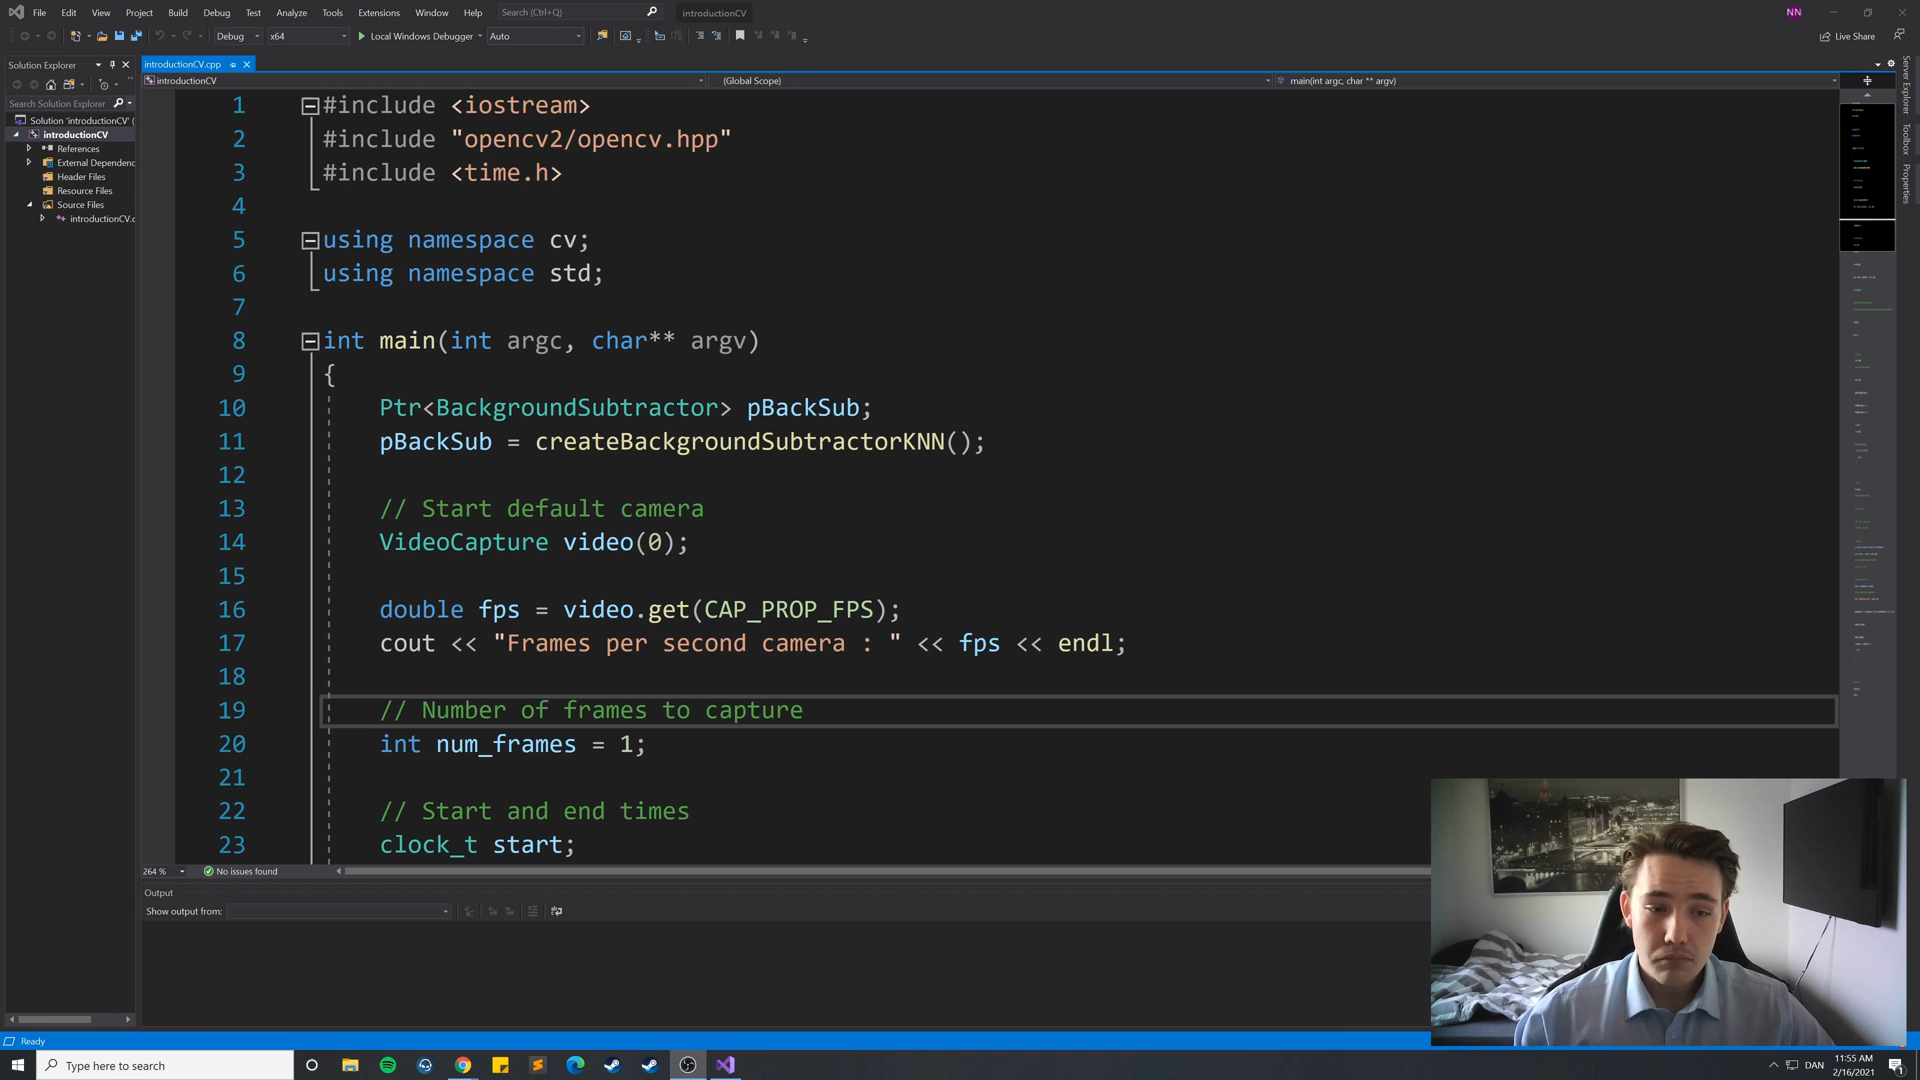 File Edit View Project Build Debug Test Analyze Tools Extensions Window Help Search (Ctrl+Q) introductionCV NN
Debug x64 Local Windows Debugger Auto Live Share
Solution Explorer
introductionCV.cpp
introductionCV (Global Scope) main(int argc, char ** argv)
Search Solution Explorer
Solution 'introductionCV' (
introductionCV
References
External Dependenc
Header Files
Resource Files
Source Files
introductionCV.c
1 #include <iostream>
2 #include "opencv2/opencv.hpp"
3 #include <time.h>
4
5 using namespace cv;
6 using namespace std;
7
8 int main(int argc, char** argv)
9 {
10 Ptr<BackgroundSubtractor> pBackSub;
11 pBackSub = createBackgroundSubtractorKNN();
12
13 // Start default camera
14 VideoCapture video(0);
15
16 double fps = video.get(CAP_PROP_FPS);
17 cout << "Frames per second camera : " << fps << endl;
18
19 // Number of frames to capture
20 int num_frames = 1;
21
22 // Start and end times
23 clock_t start;
Server Explorer
Toolbox
Properties
264 % No issues found
Output
Show output from:
Ready
Type here to search
DAN
11:55 AM
2/16/2021
1